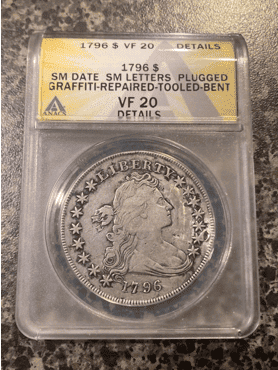 1796 $ VF 20 DETAILS
1796 $
SM DATE SM LETTERS PLUGGED
GRAFFITI-REPAIRED-TOOLED-BENT
VF 20
DETAILS
ANACS
LIBERTY
1796